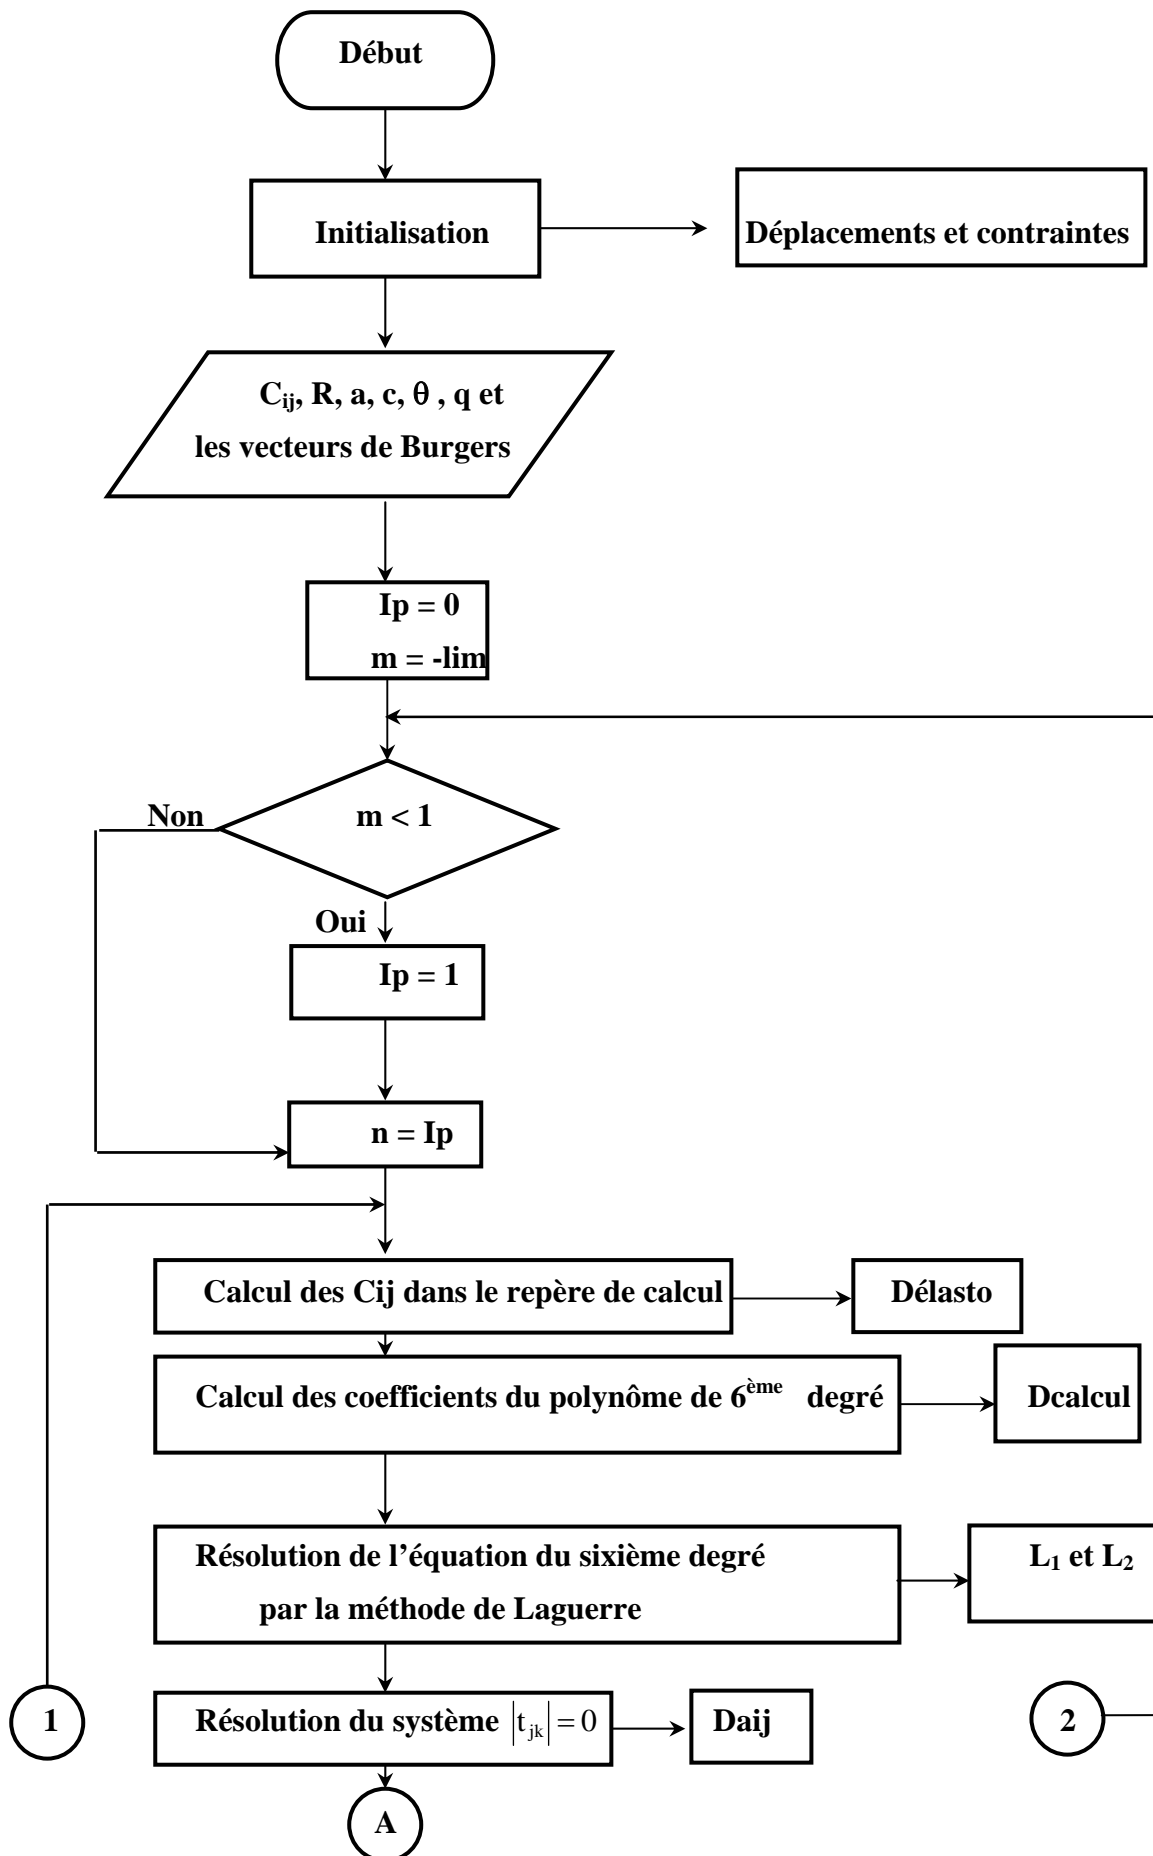 Début
Initialisation
Déplacements et contraintes
Cij, R, a, c, θ , q et
les vecteurs de Burgers
Ip = 0
m = -lim
Non
m < 1
Oui
Ip = 1
n = Ip
Calcul des Cij dans le repère de calcul
Délasto
Calcul des coefficients du polynôme de 6ème degré
Dcalcul
Résolution de l’équation du sixième degré
par la méthode de Laguerre
L1 et L2
1
Résolution du système |tjk| = 0
Daij
2
A